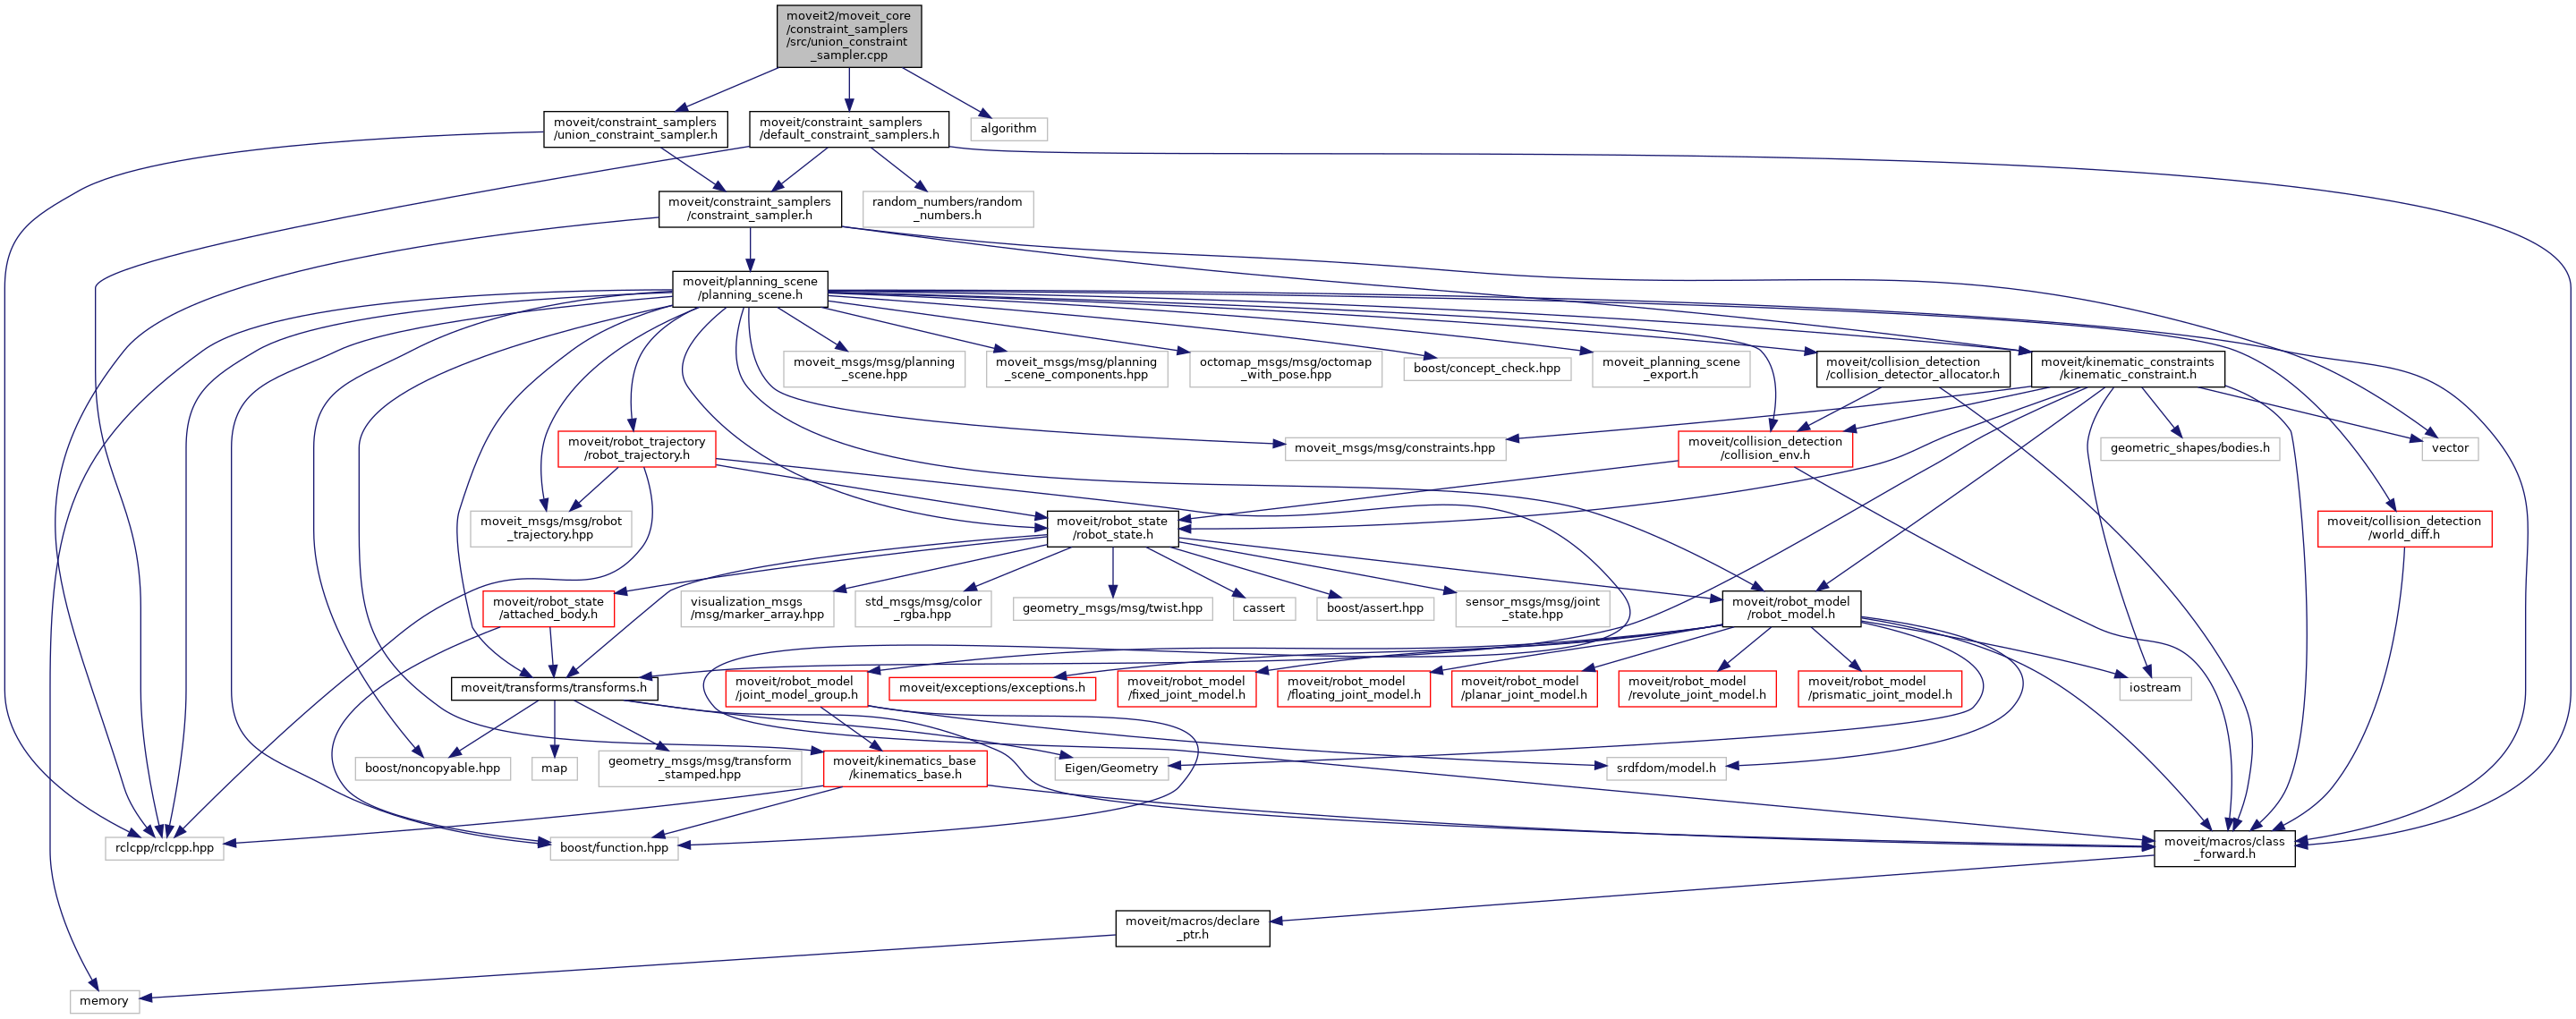 moveit2/moveit_core
/constraint_samplers
/src/union_constraint
_sampler.cpp
moveit/constraint_samplers
/union_constraint_sampler.h
moveit/constraint_samplers
/default_constraint_samplers.h
algorithm
moveit/constraint_samplers
/constraint_sampler.h
random_numbers/random
_numbers.h
moveit/planning_scene
/planning_scene.h
moveit_msgs/msg/planning
_scene.hpp
moveit_msgs/msg/planning
_scene_components.hpp
octomap_msgs/msg/octomap
_with_pose.hpp
boost/concept_check.hpp
moveit_planning_scene
_export.h
moveit/collision_detection
/collision_detector_allocator.h
moveit/kinematic_constraints
/kinematic_constraint.h
moveit/robot_trajectory
/robot_trajectory.h
moveit_msgs/msg/constraints.hpp
moveit/collision_detection
/collision_env.h
geometric_shapes/bodies.h
vector
moveit_msgs/msg/robot
_trajectory.hpp
moveit/robot_state
/robot_state.h
moveit/collision_detection
/world_diff.h
moveit/robot_state
/attached_body.h
visualization_msgs
/msg/marker_array.hpp
std_msgs/msg/color
_rgba.hpp
geometry_msgs/msg/twist.hpp
cassert
boost/assert.hpp
sensor_msgs/msg/joint
_state.hpp
moveit/robot_model
/robot_model.h
moveit/transforms/transforms.h
moveit/robot_model
/joint_model_group.h
moveit/exceptions/exceptions.h
moveit/robot_model
/fixed_joint_model.h
moveit/robot_model
/floating_joint_model.h
moveit/robot_model
/planar_joint_model.h
moveit/robot_model
/revolute_joint_model.h
moveit/robot_model
/prismatic_joint_model.h
iostream
boost/noncopyable.hpp
map
geometry_msgs/msg/transform
_stamped.hpp
moveit/kinematics_base
/kinematics_base.h
Eigen/Geometry
srdfdom/model.h
rclcpp/rclcpp.hpp
boost/function.hpp
moveit/macros/class
_forward.h
moveit/macros/declare
_ptr.h
memory